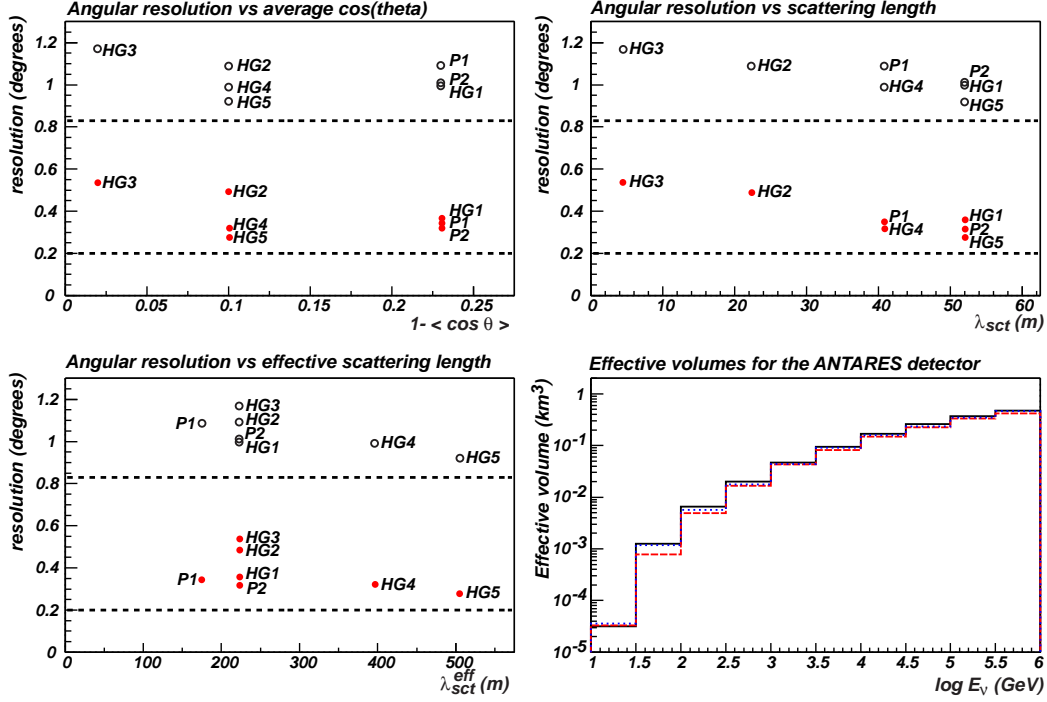 Angular resolution vs average cos(theta)
resolution (degrees)
1.2
1
0.8
0.6
0.4
0.2
0
HG3
HG2
HG4
HG5
P1
P2
HG1
HG3
HG2
HG4
HG5
HG1
P1
P2
0 0.05 0.1 0.15 0.2 0.25
1- < cos θ >
Angular resolution vs scattering length
resolution (degrees)
1.2
1
0.8
0.6
0.4
0.2
0
HG3
HG2
P1
HG4
P2
HG1
HG5
HG3
HG2
P1
HG4
HG1
P2
HG5
0 10 20 30 40 50 60
λsct (m)
Angular resolution vs effective scattering length
resolution (degrees)
1.2
1
0.8
0.6
0.4
0.2
0
P1
HG3
HG2
P2
HG1
HG4
HG5
HG3
HG2
P1
HG1
P2
HG4
HG5
0 100 200 300 400 500
λsct^eff (m)
Effective volumes for the ANTARES detector
Effective volume (km³)
1
10⁻¹
10⁻²
10⁻³
10⁻⁴
10⁻⁵
1 1.5 2 2.5 3 3.5 4 4.5 5 5.5 6
log Eν (GeV)